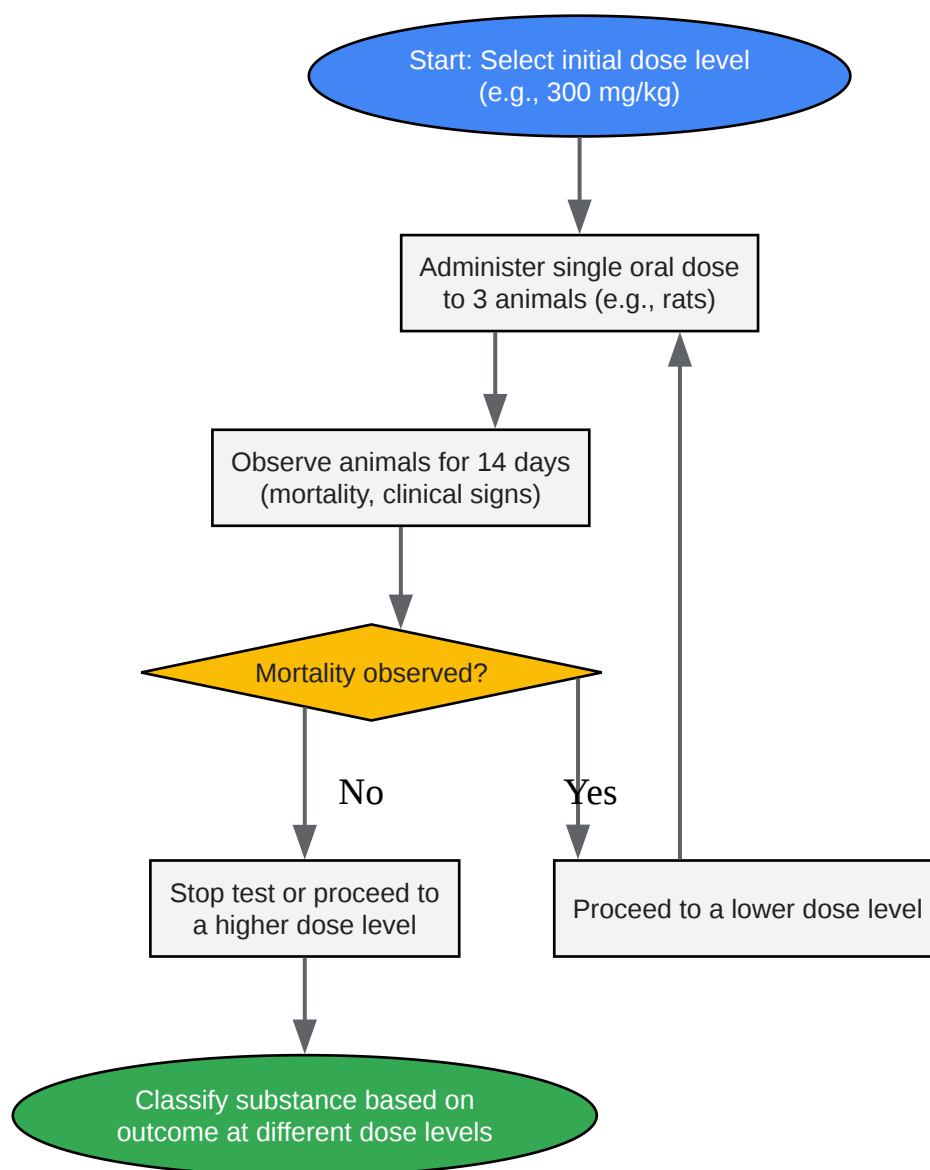 Start: Select initial dose level
(e.g., 300 mg/kg)
Administer single oral dose
to 3 animals (e.g., rats)
Observe animals for 14 days
(mortality, clinical signs)
Mortality observed?
No
Yes
Stop test or proceed to
a higher dose level
Proceed to a lower dose level
Classify substance based on
outcome at different dose levels